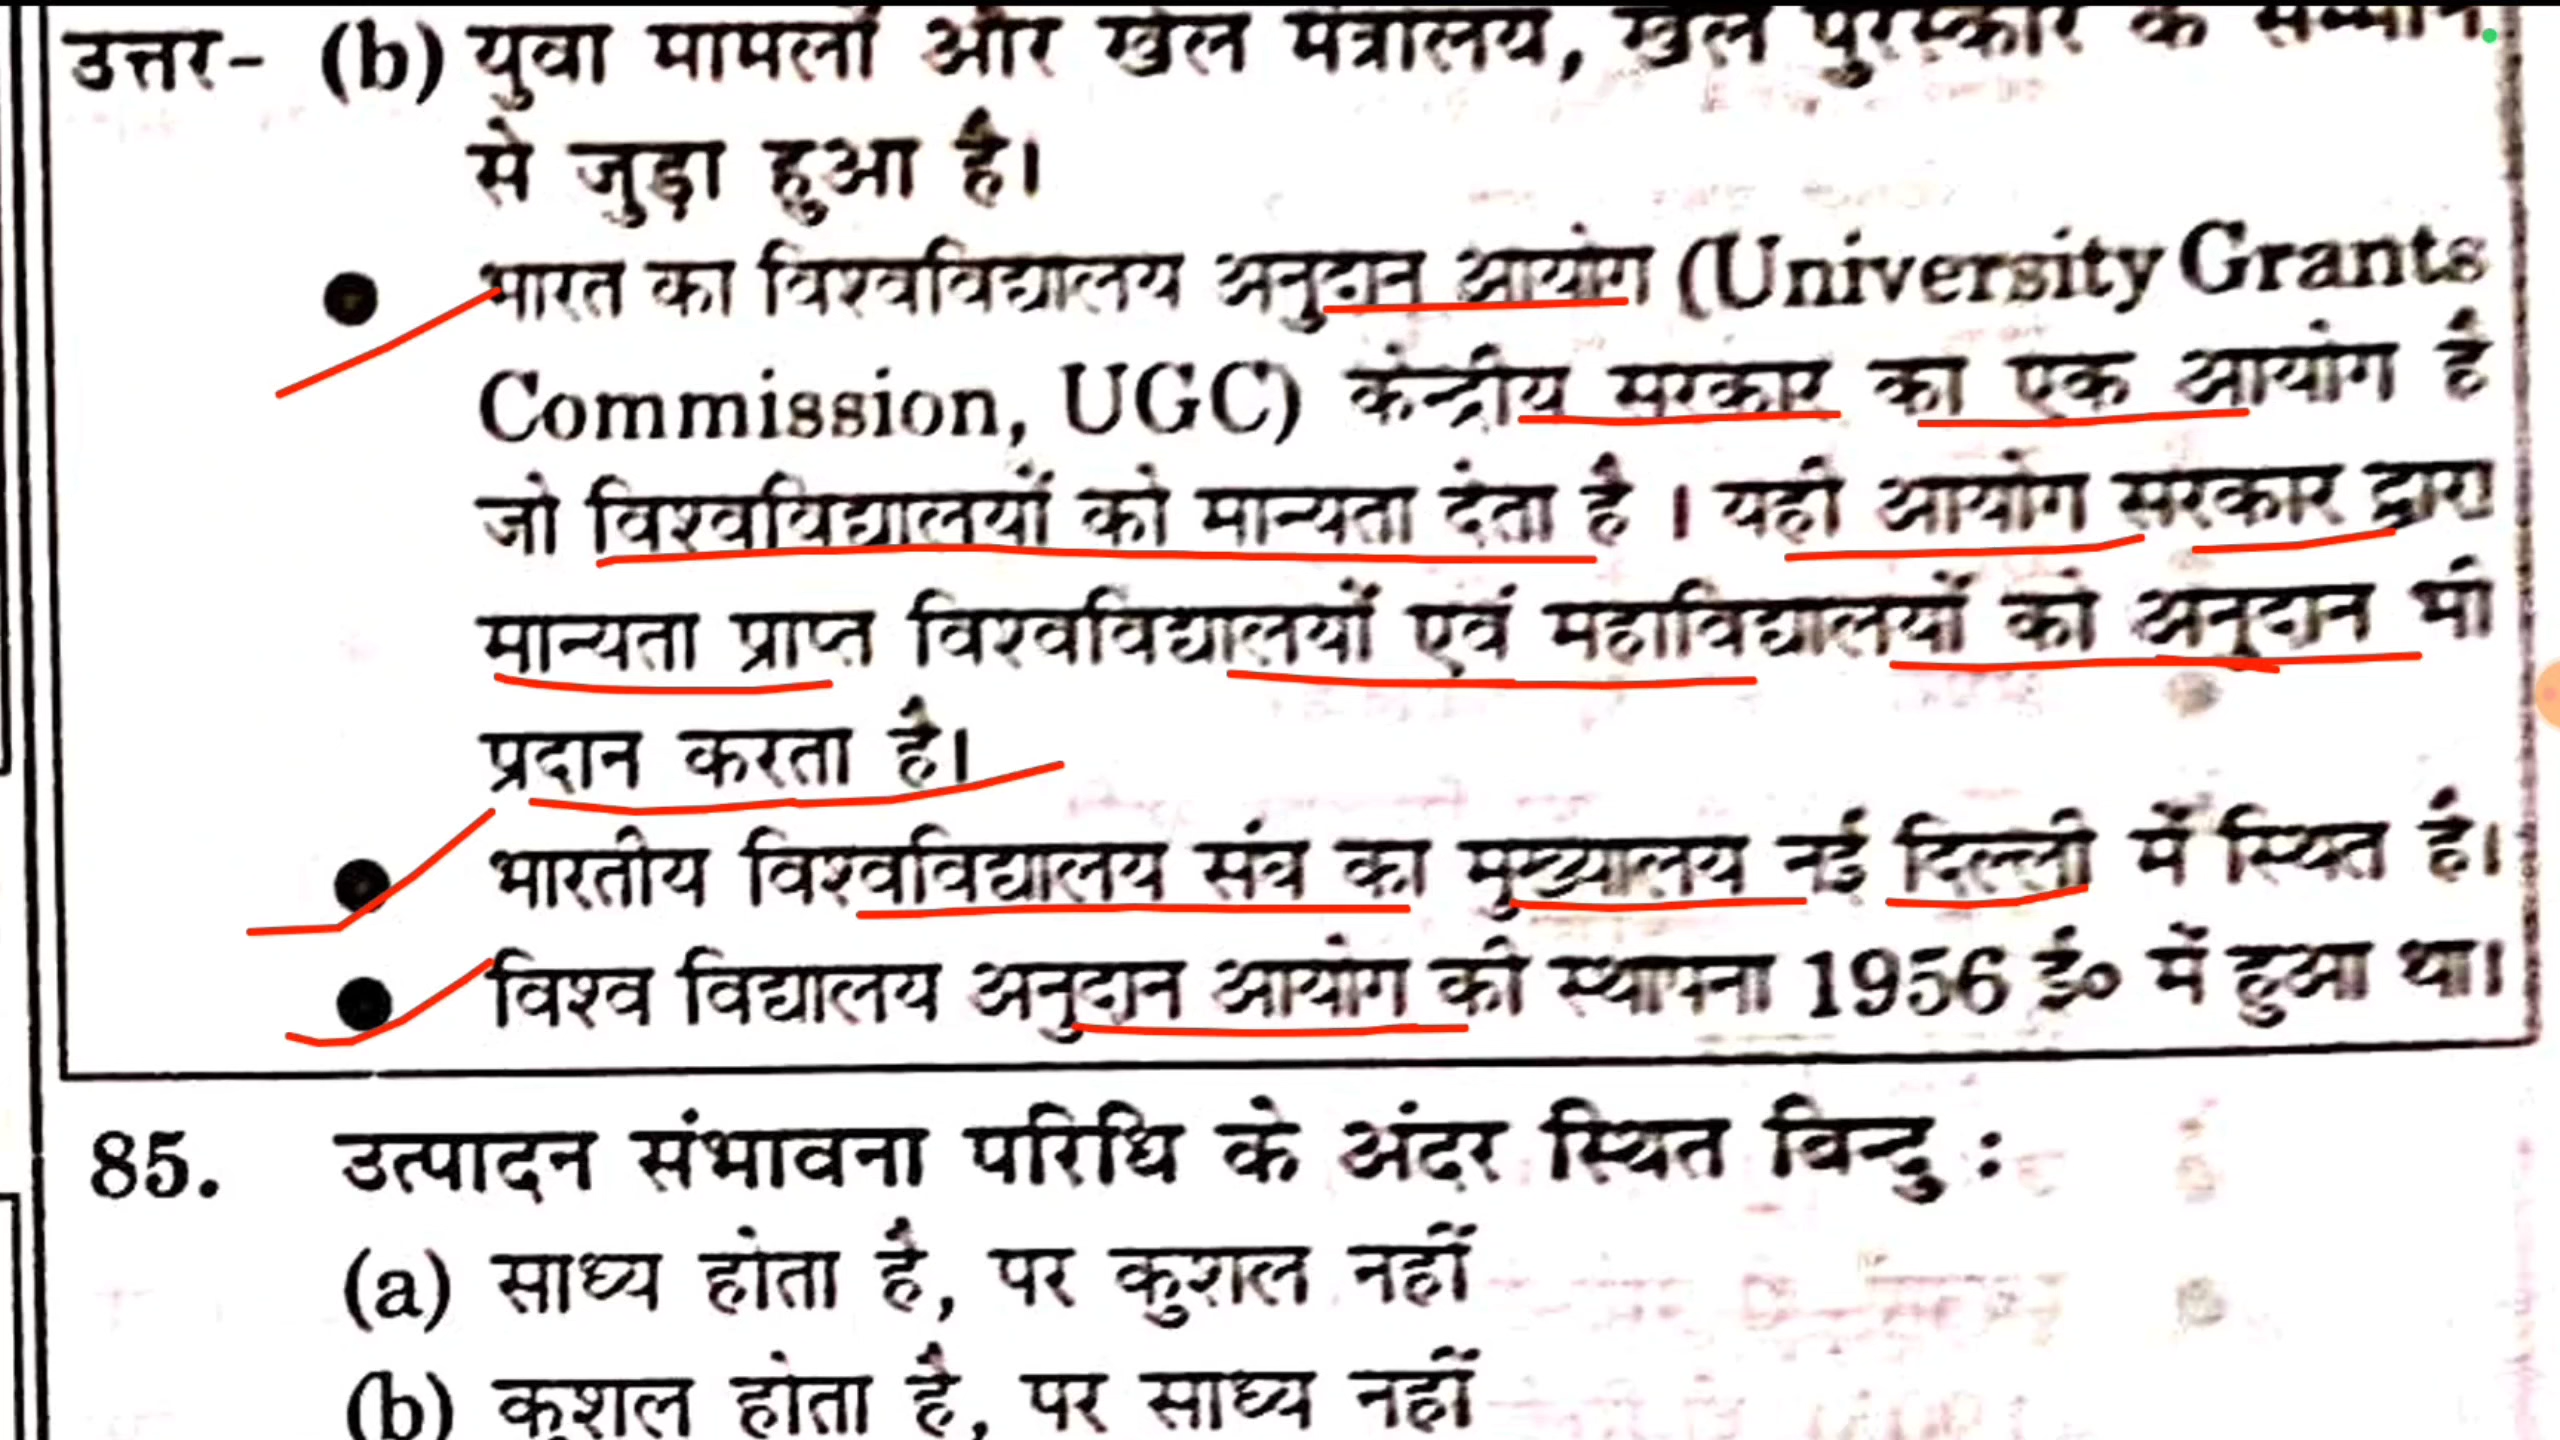 उत्तर- (b) युवा मामलों और खेल मंत्रालय, खेल पुरस्कार के सम्मान
से जुड़ा हुआ है।
● भारत का विश्वविद्यालय अनुदान आयोग (University Grants
Commission, UGC) केन्द्रीय सरकार का एक आयोग है
जो विश्वविद्यालयों को मान्यता देता है । यही आयोग सरकार द्वारा
मान्यता प्राप्त विश्वविद्यालयों एवं महाविद्यालयों को अनुदान भी
प्रदान करता है।
● भारतीय विश्वविद्यालय संघ का मुख्यालय नई दिल्ली में स्थित है।
● विश्व विद्यालय अनुदान आयोग की स्थापना 1956 ई० में हुआ था।
85. उत्पादन संभावना परिधि के अंदर स्थित बिन्दु :
(a) साध्य होता है, पर कुशल नहीं
(b) कुशल होता है, पर साध्य नहीं